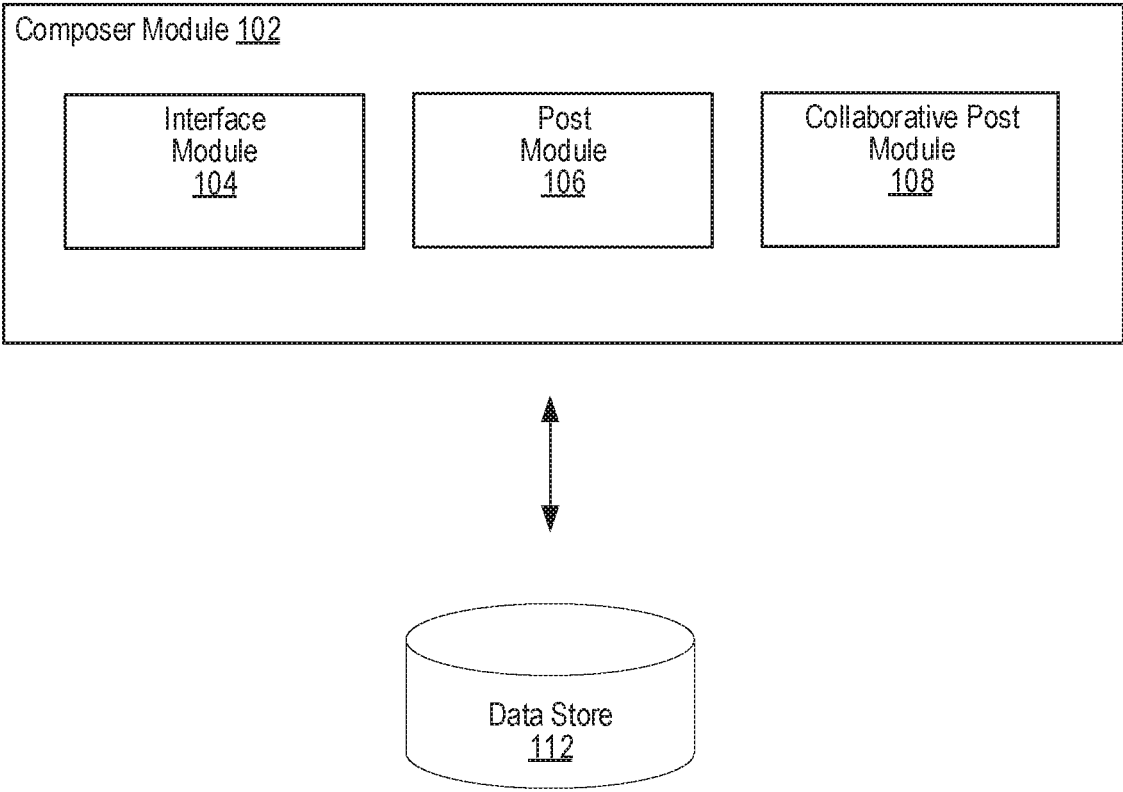 Composer Module 102
Interface
Module
104
Post
Module
106
Collaborative Post
Module
108
Data Store
112